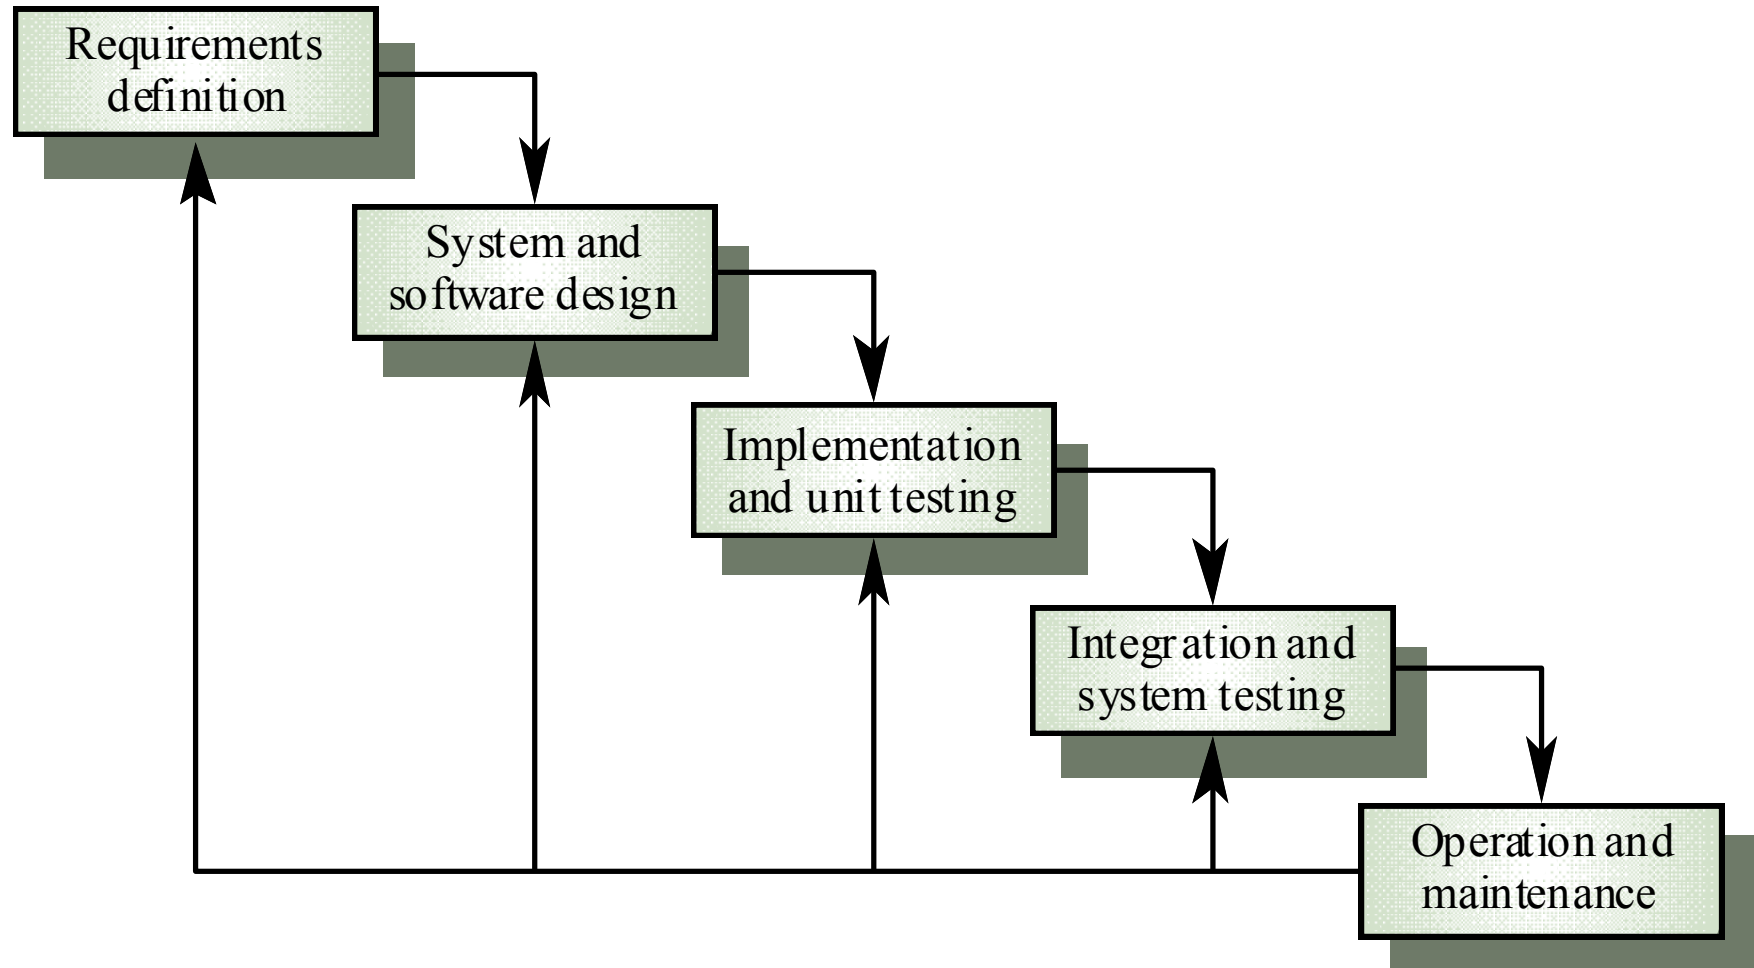 Requirements
definition
System and
software design
Implementation
and unit testing
Integration and
system testing
Operation and
maintenance